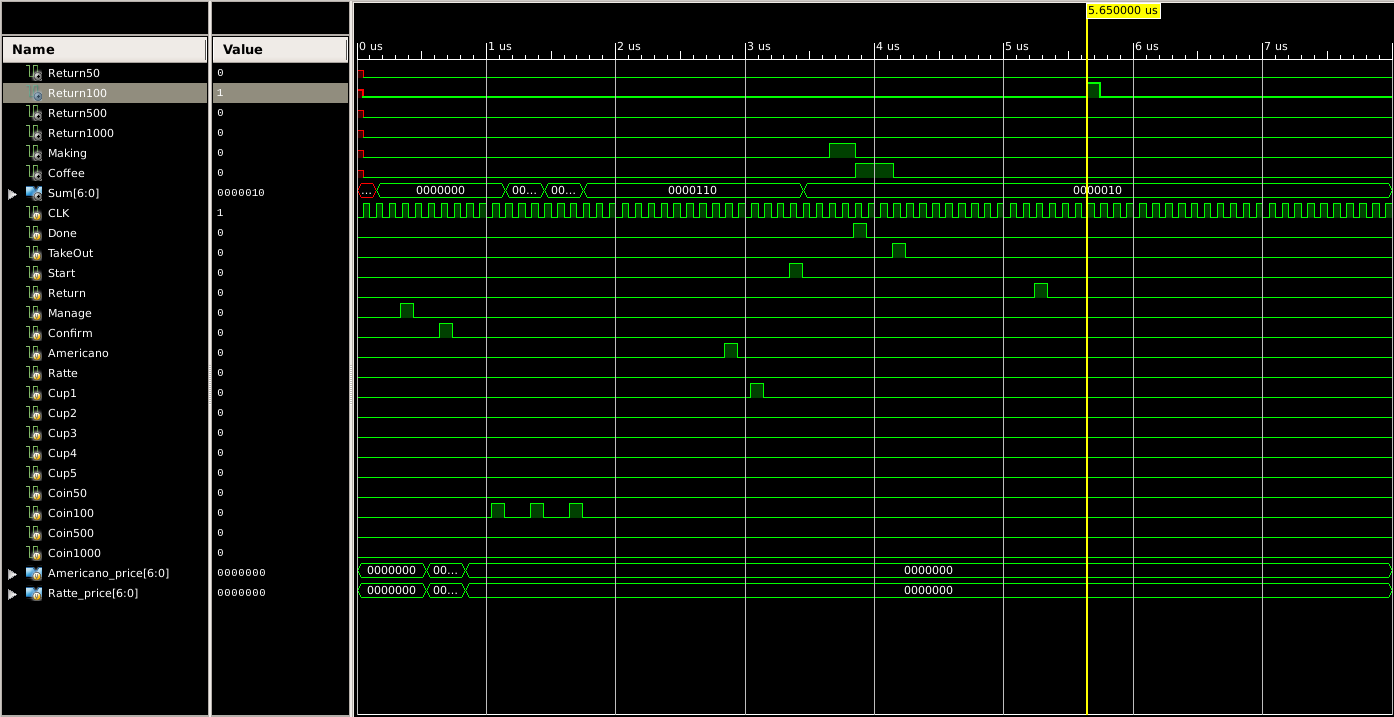 5.650000 us
Name Value 0 us 1 us 2 us 3 us 4 us 5 us 6 us 7 us
Return50 0
Return100 1
Return500 0
Return1000 0
Making 0
Coffee 0
Sum[6:0] 0000010 ... 0000000 00... 00... 0000110 0000010
CLK 1
Done 0
TakeOut 0
Start 0
Return 0
Manage 0
Confirm 0
Americano 0
Ratte 0
Cup1 0
Cup2 0
Cup3 0
Cup4 0
Cup5 0
Coin50 0
Coin100 0
Coin500 0
Coin1000 0
Americano_price[6:0] 0000000 0000000 00... 0000000
Ratte_price[6:0] 0000000 0000000 00... 0000000